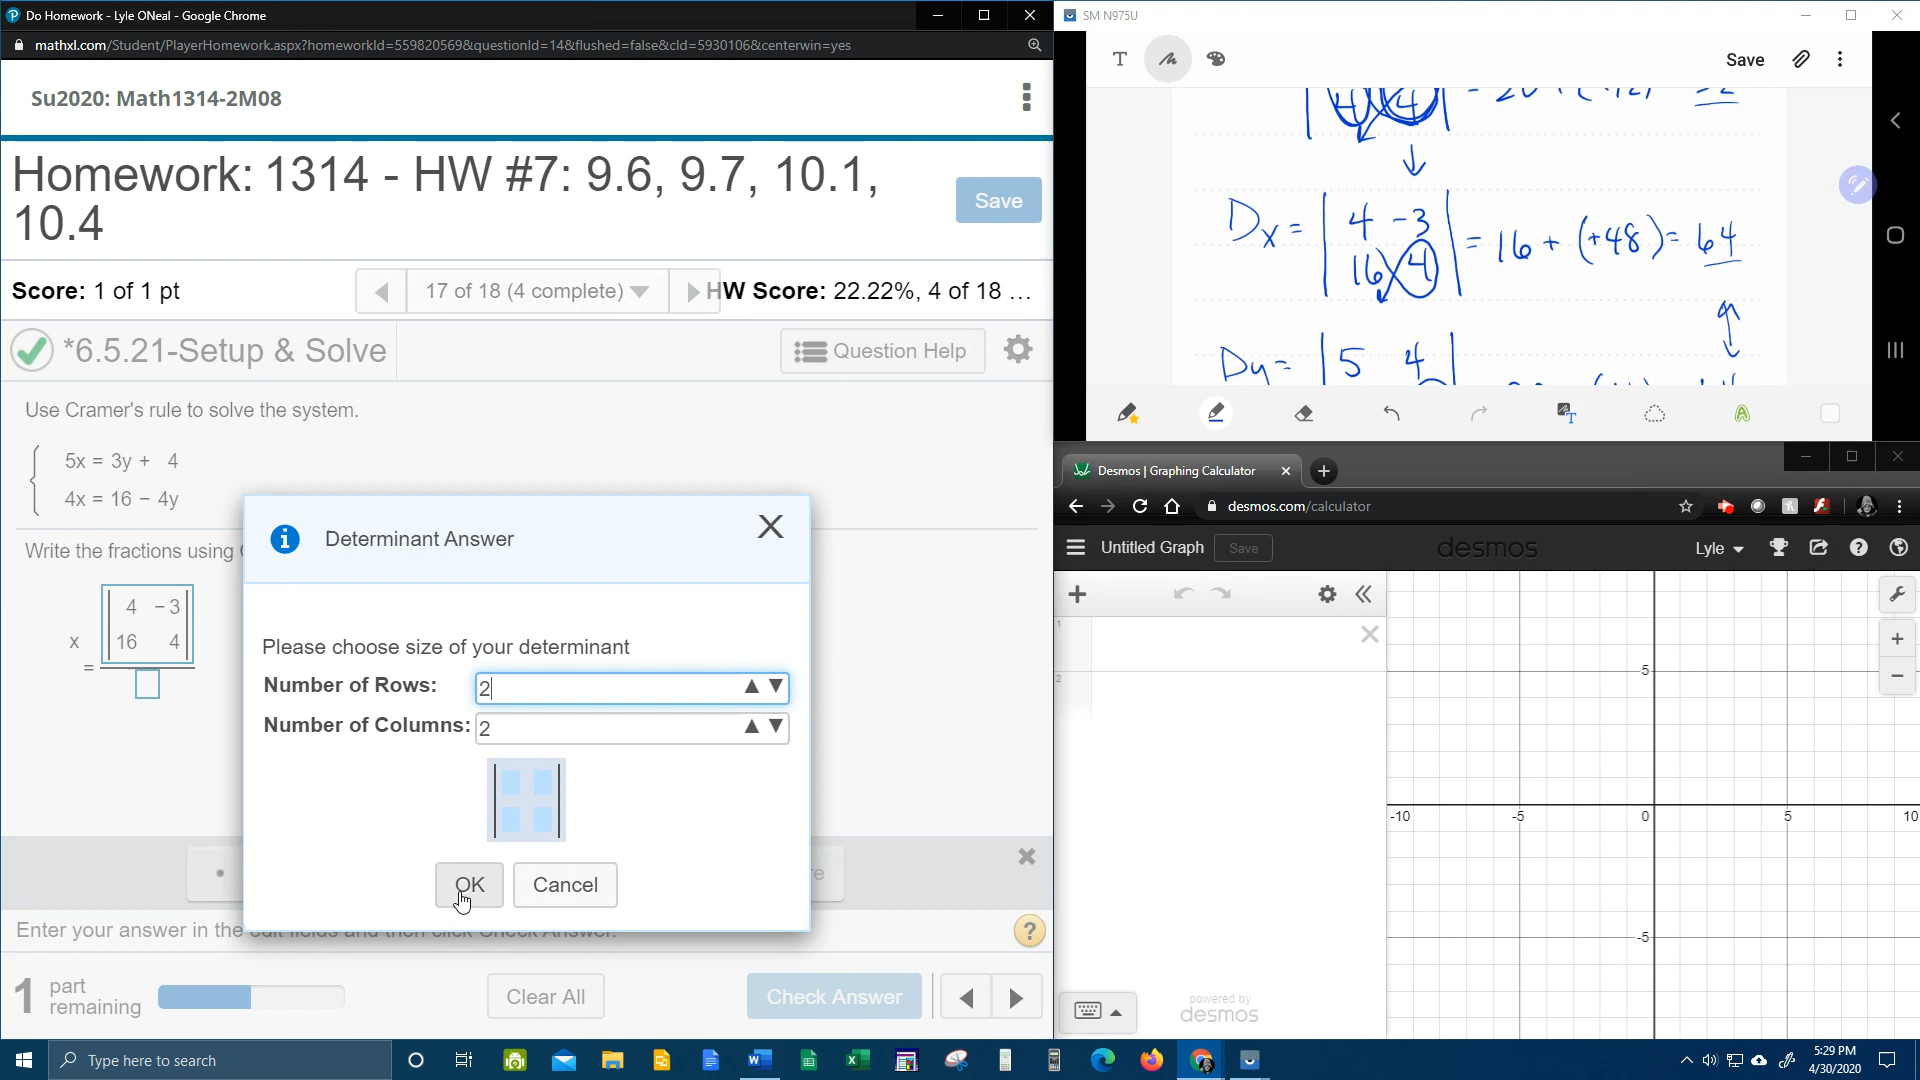 Do Homework - Lyle ONeal - Google Chrome
mathxl.com/Student/PlayerHomework.aspx?homeworkId=559820569&questionId=14&flushed=false&cld=5930106&centerwin=yes
Su2020: Math1314-2M08
Homework: 1314 - HW #7: 9.6, 9.7, 10.1,
10.4
Save
Score: 1 of 1 pt
17 of 18 (4 complete)
HW Score: 22.22%, 4 of 18 ...
*6.5.21-Setup & Solve
Question Help
Use Cramer's rule to solve the system.
5x = 3y + 4
4x = 16 − 4y
Write the fractions using
x = | 4 −3 |
| 16 4 |
Determinant Answer
Please choose size of your determinant
Number of Rows: 2
Number of Columns: 2
OK
Cancel
Enter your answer in the edit fields and then click Check Answer.
?
1 part remaining
Clear All
Check Answer
SM N975U
T
Save
Dx = | 4 −3 | = 16 + (+48) = 64
| 16 4 |
Dy = | 5 4 |
Desmos | Graphing Calculator
desmos.com/calculator
Untitled Graph
Save
desmos
Lyle
1
2
5
-10
-5
0
5
10
-5
powered by
desmos
Type here to search
5:29 PM
4/30/2020